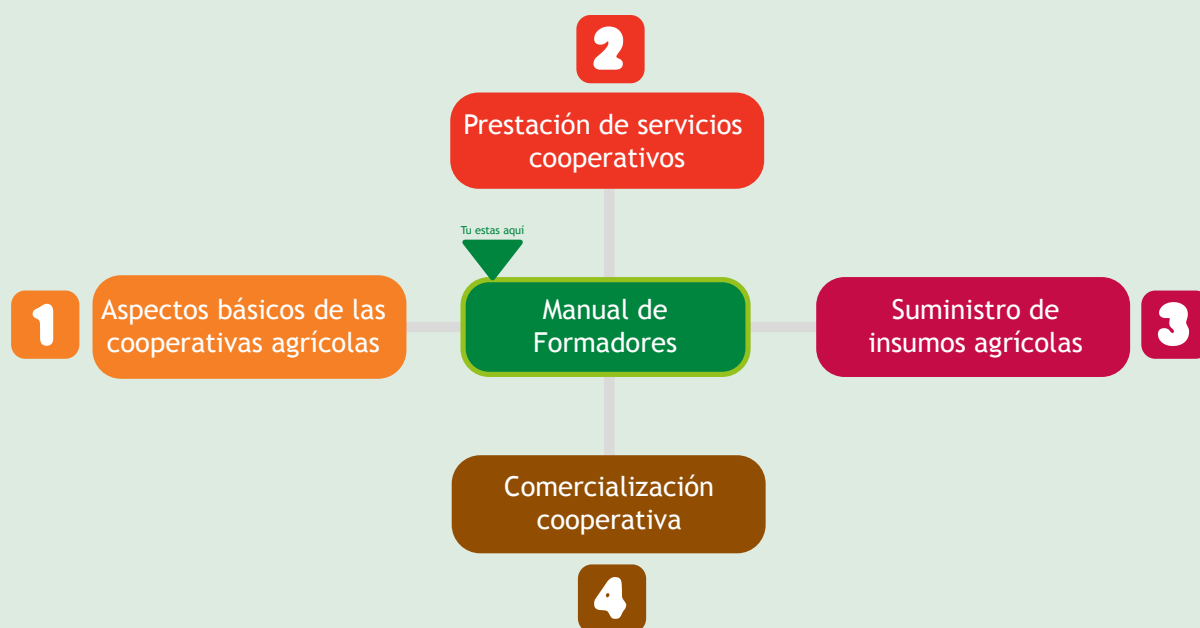 2
Prestación de servicios
cooperativos
Tu estas aquí
1
Aspectos básicos de las
cooperativas agrícolas
Manual de
Formadores
Suministro de
insumos agrícolas
3
Comercialización
cooperativa
4